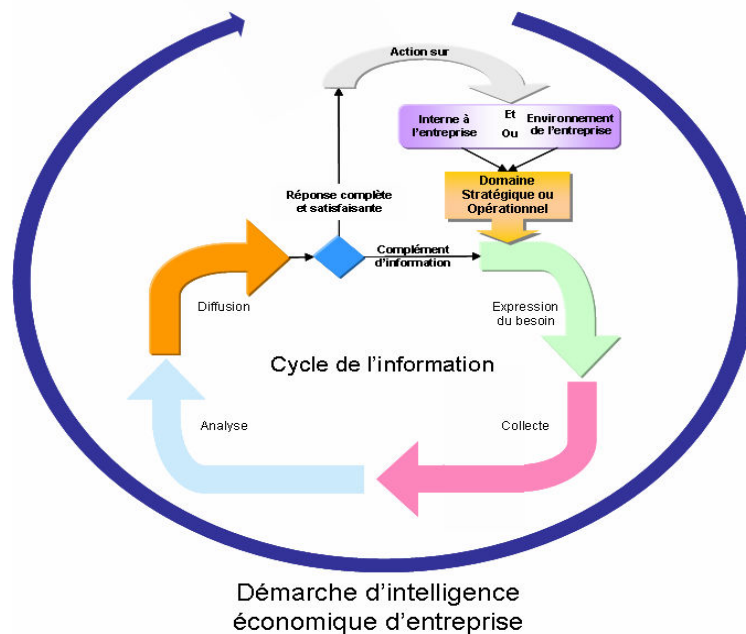 Action sur
Interne à
l'entreprise
Et
Ou
Environnement
de l'entreprise
Domaine
Stratégique ou
Opérationnel
Réponse complète
et satisfaisante
Complément
d'information
Diffusion
Expression
du besoin
Cycle de l'information
Analyse
Collecte
Démarche d'intelligence
économique d'entreprise